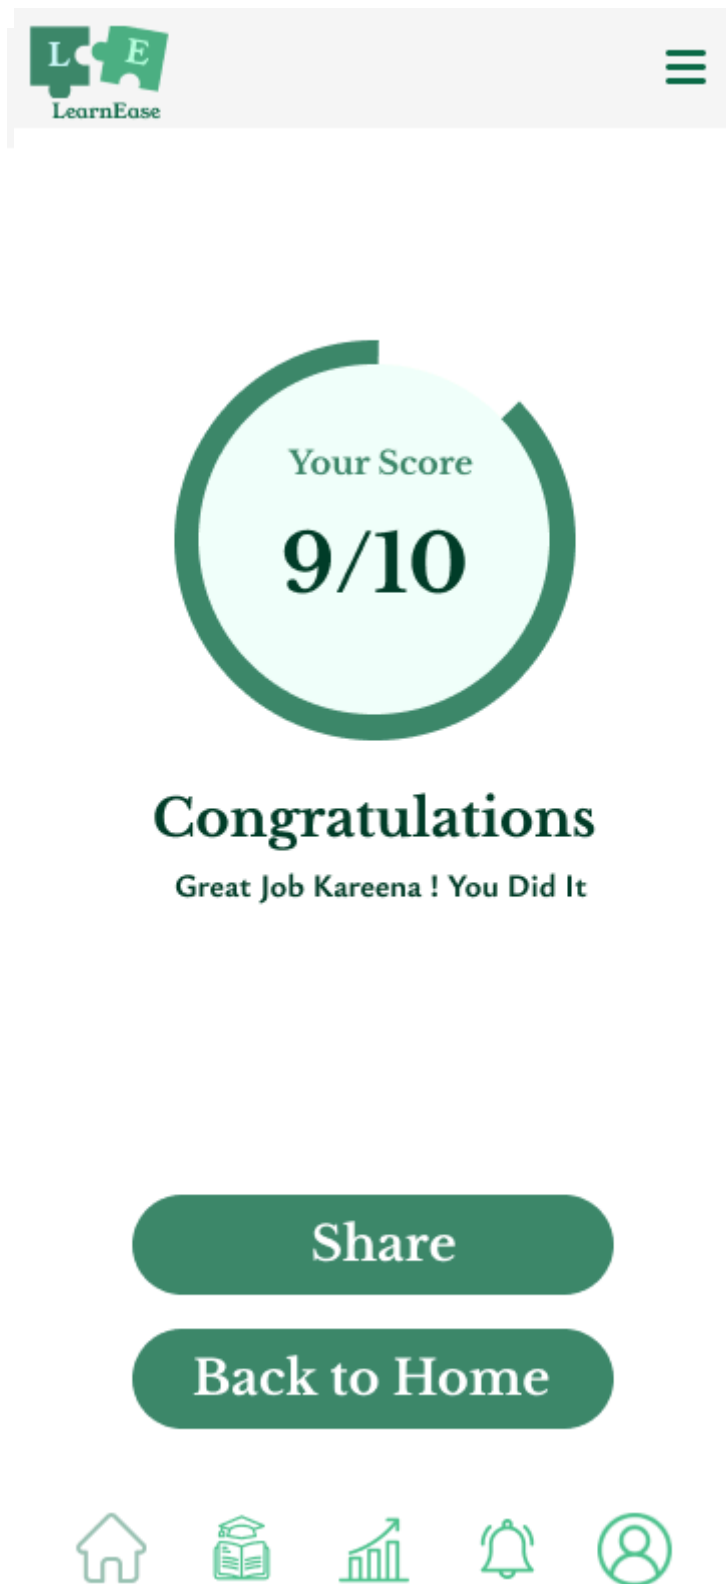 L E
LearnEase
Your Score
9/10
Congratulations
Great Job Kareena ! You Did It
Share
Back to Home